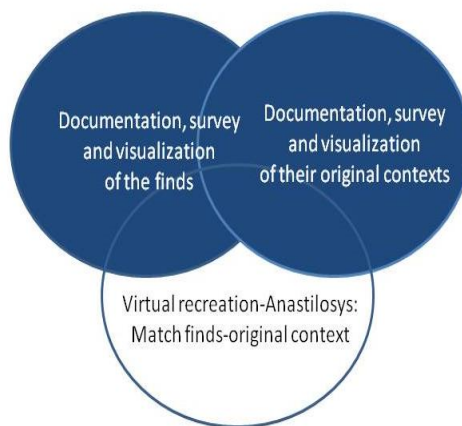 Documentation, survey
and visualization
of the finds
Documentation, survey
and visualization
of their original contexts
Virtual recreation-Anastilosys:
Match finds-original context